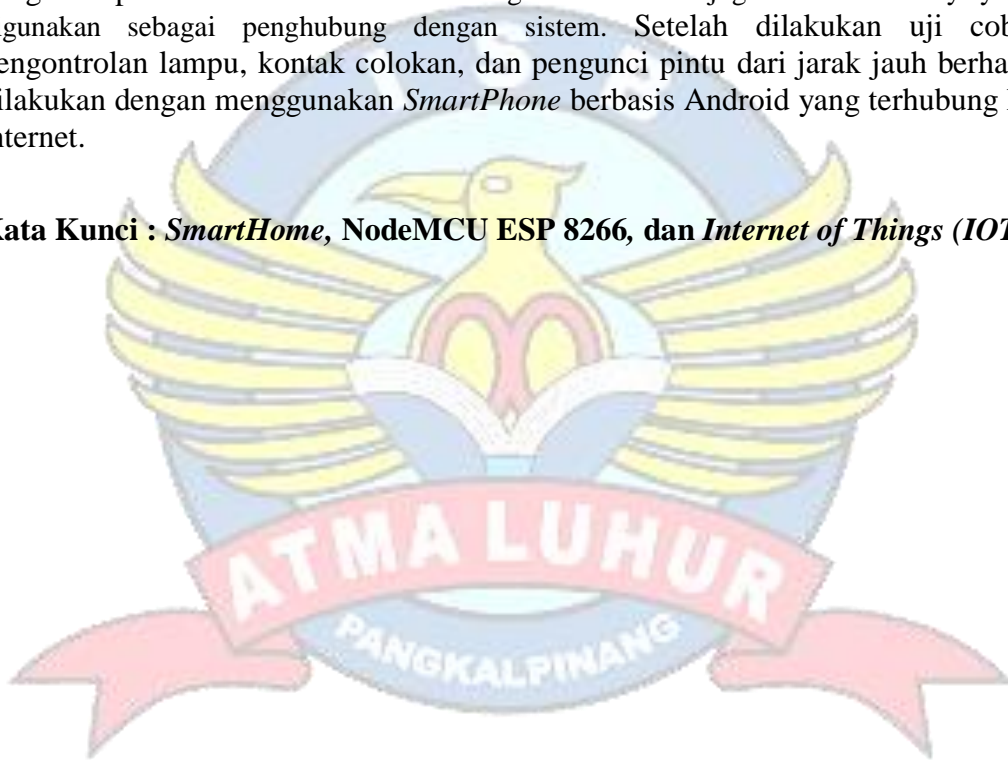 digunakan sebagai penghubung dengan sistem. Setelah dilakukan uji
pengontrolan lampu, kontak colokan, dan pengunci pintu dari jarak jauh
dilakukan dengan menggunakan SmartPhone berbasis Android yang terhubung
internet.
Kata Kunci : SmartHome, NodeMCU ESP 8266, dan Internet of Things (IOT
ATMA LUHUR
PANGKALPINANG